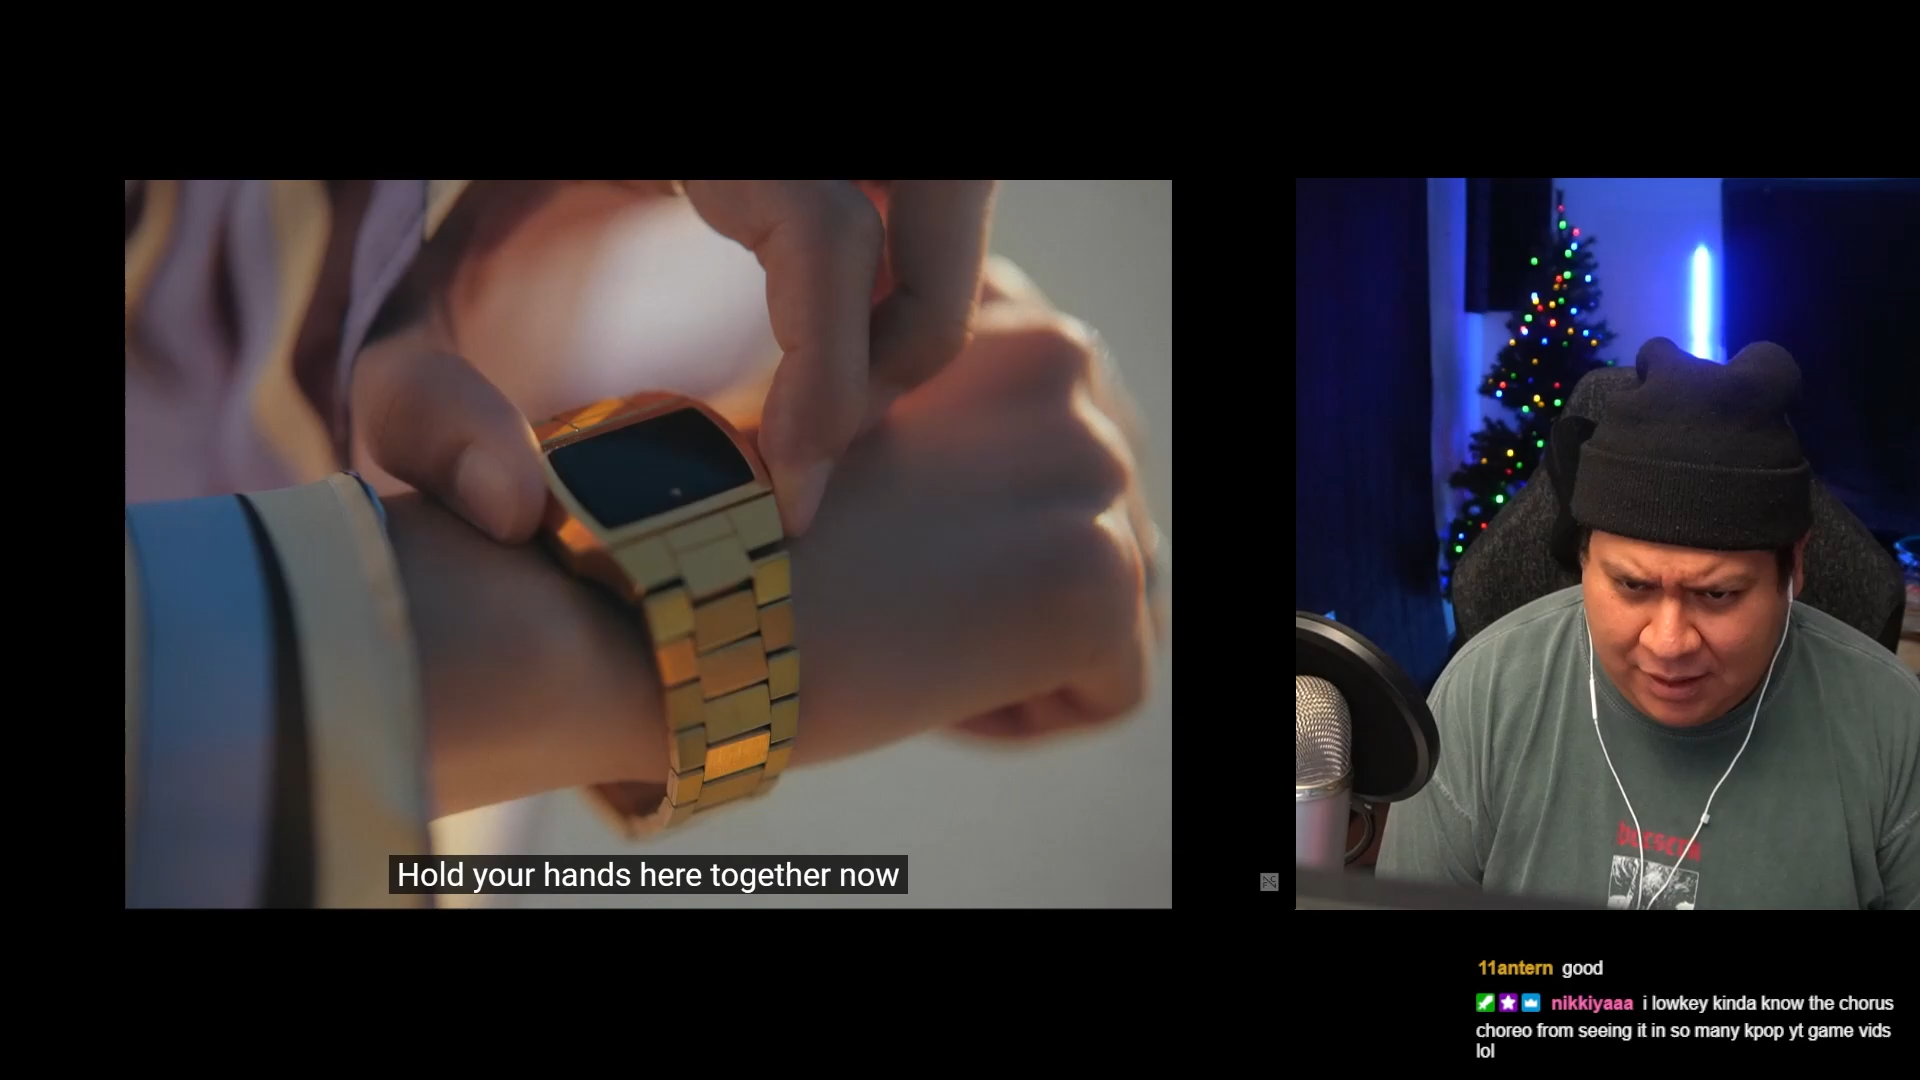 Hold your hands here together now
11antern good
nikkiyaaa i lowkey kinda know the chorus
choreo from seeing it in so many kpop yt game vids
lol